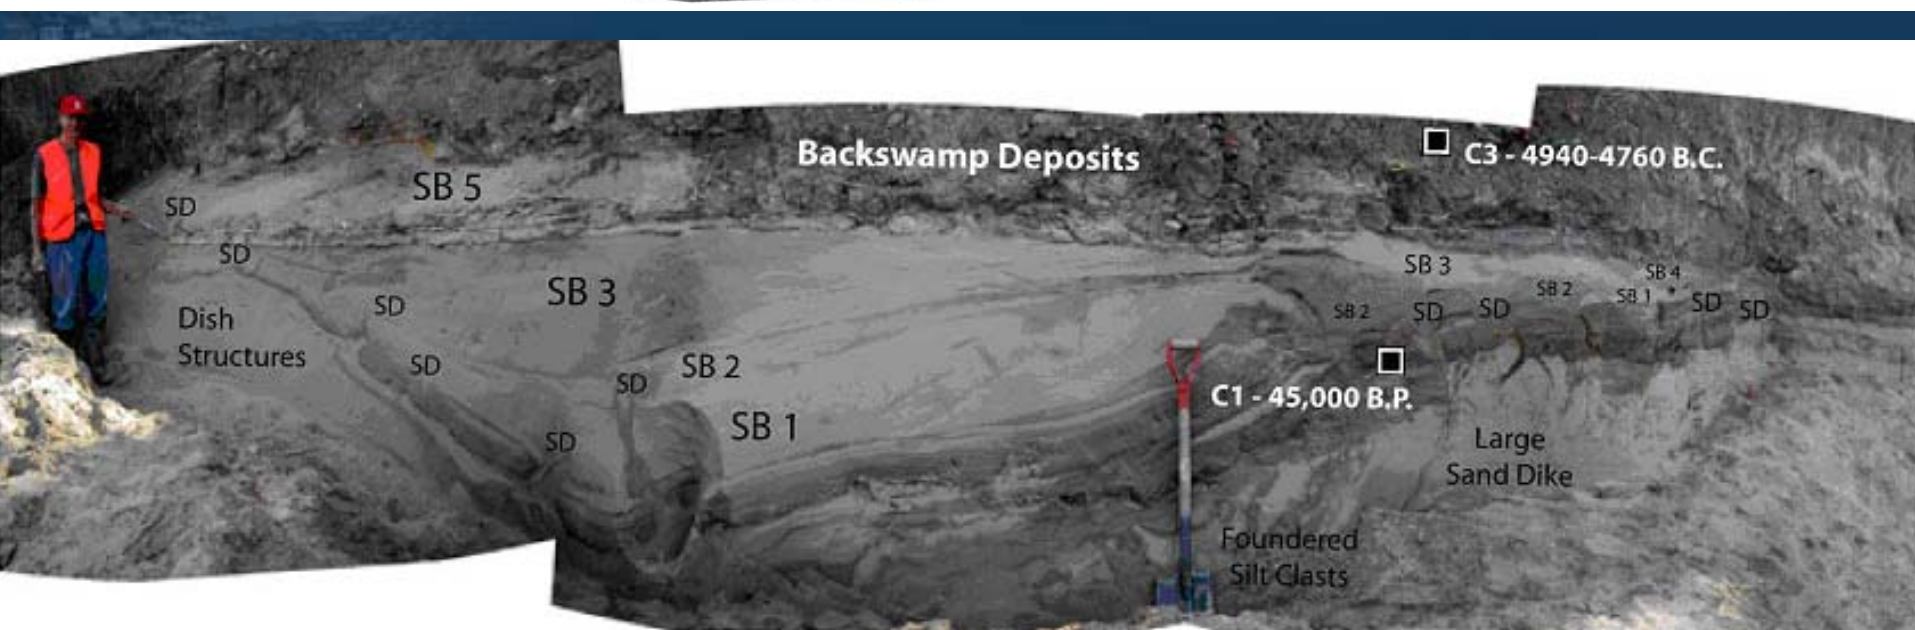 Backswamp Deposits
C3 - 4940-4760 B.C.
SB 5
SD
SD
SB 3
SB 4
SB 3
SB 2
SB 1
SD
SD
SB 2
SD
SD
SD
Dish
Structures
SD
SB 2
SD
C1 - 45,000 B.P.
SB 1
SD
Large
Sand Dike
Foundered
Silt Clasts